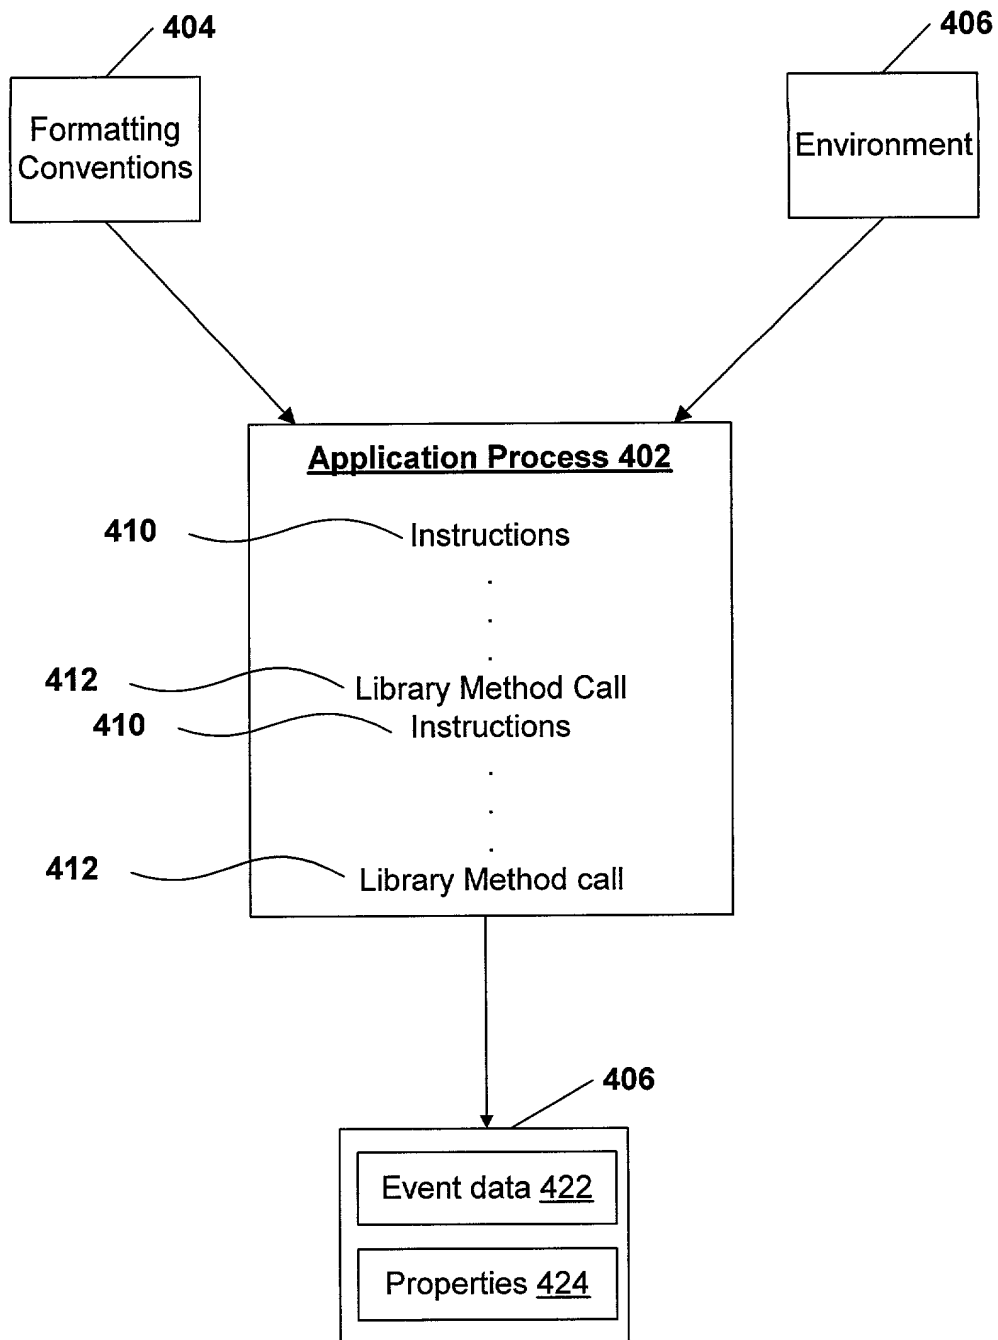 404
406
Formatting
Conventions
Environment
Application Process 402
410
Instructions
.
.
.
412
Library Method Call
410
Instructions
.
.
.
412
Library Method call
406
Event data 422
Properties 424